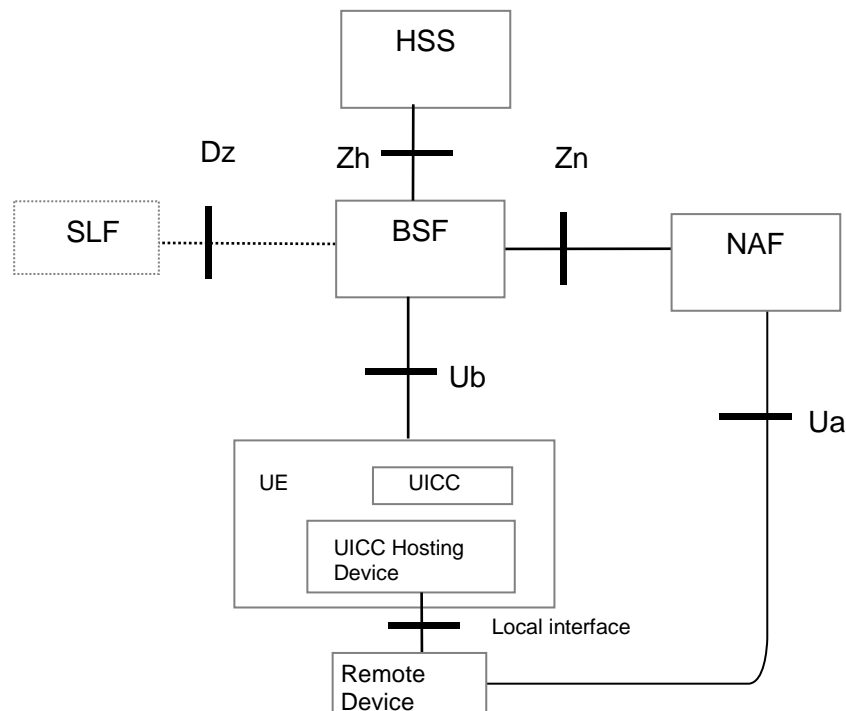 HSS
Dz
Zh
Zn
SLF
BSF
NAF
Ub
Ua
UE
UICC
UICC Hosting
Device
Local interface
Remote
Device